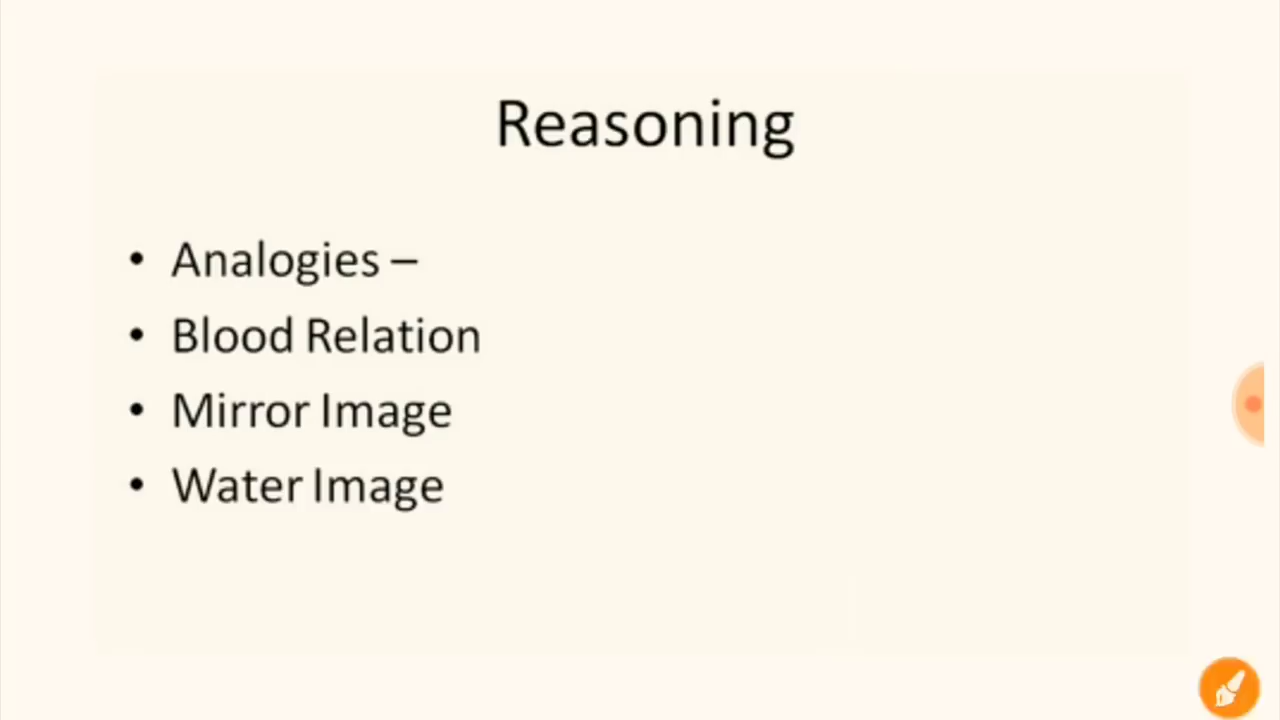 Reasoning
• Analogies –
• Blood Relation
• Mirror Image
• Water Image